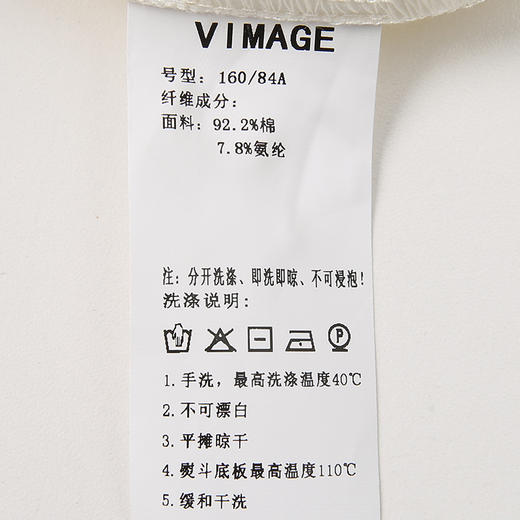 VIMAGE
号型: 160/84A
纤维成分:
面料: 92.2%棉
7.8%氨纶
注: 分开洗涤、即洗即晾、不可浸泡!
洗涤说明:
P
1. 手洗, 最高洗涤温度40℃
2. 不可漂白
3. 平摊晾干
4. 熨斗底板最高温度110℃
5. 缓和干洗